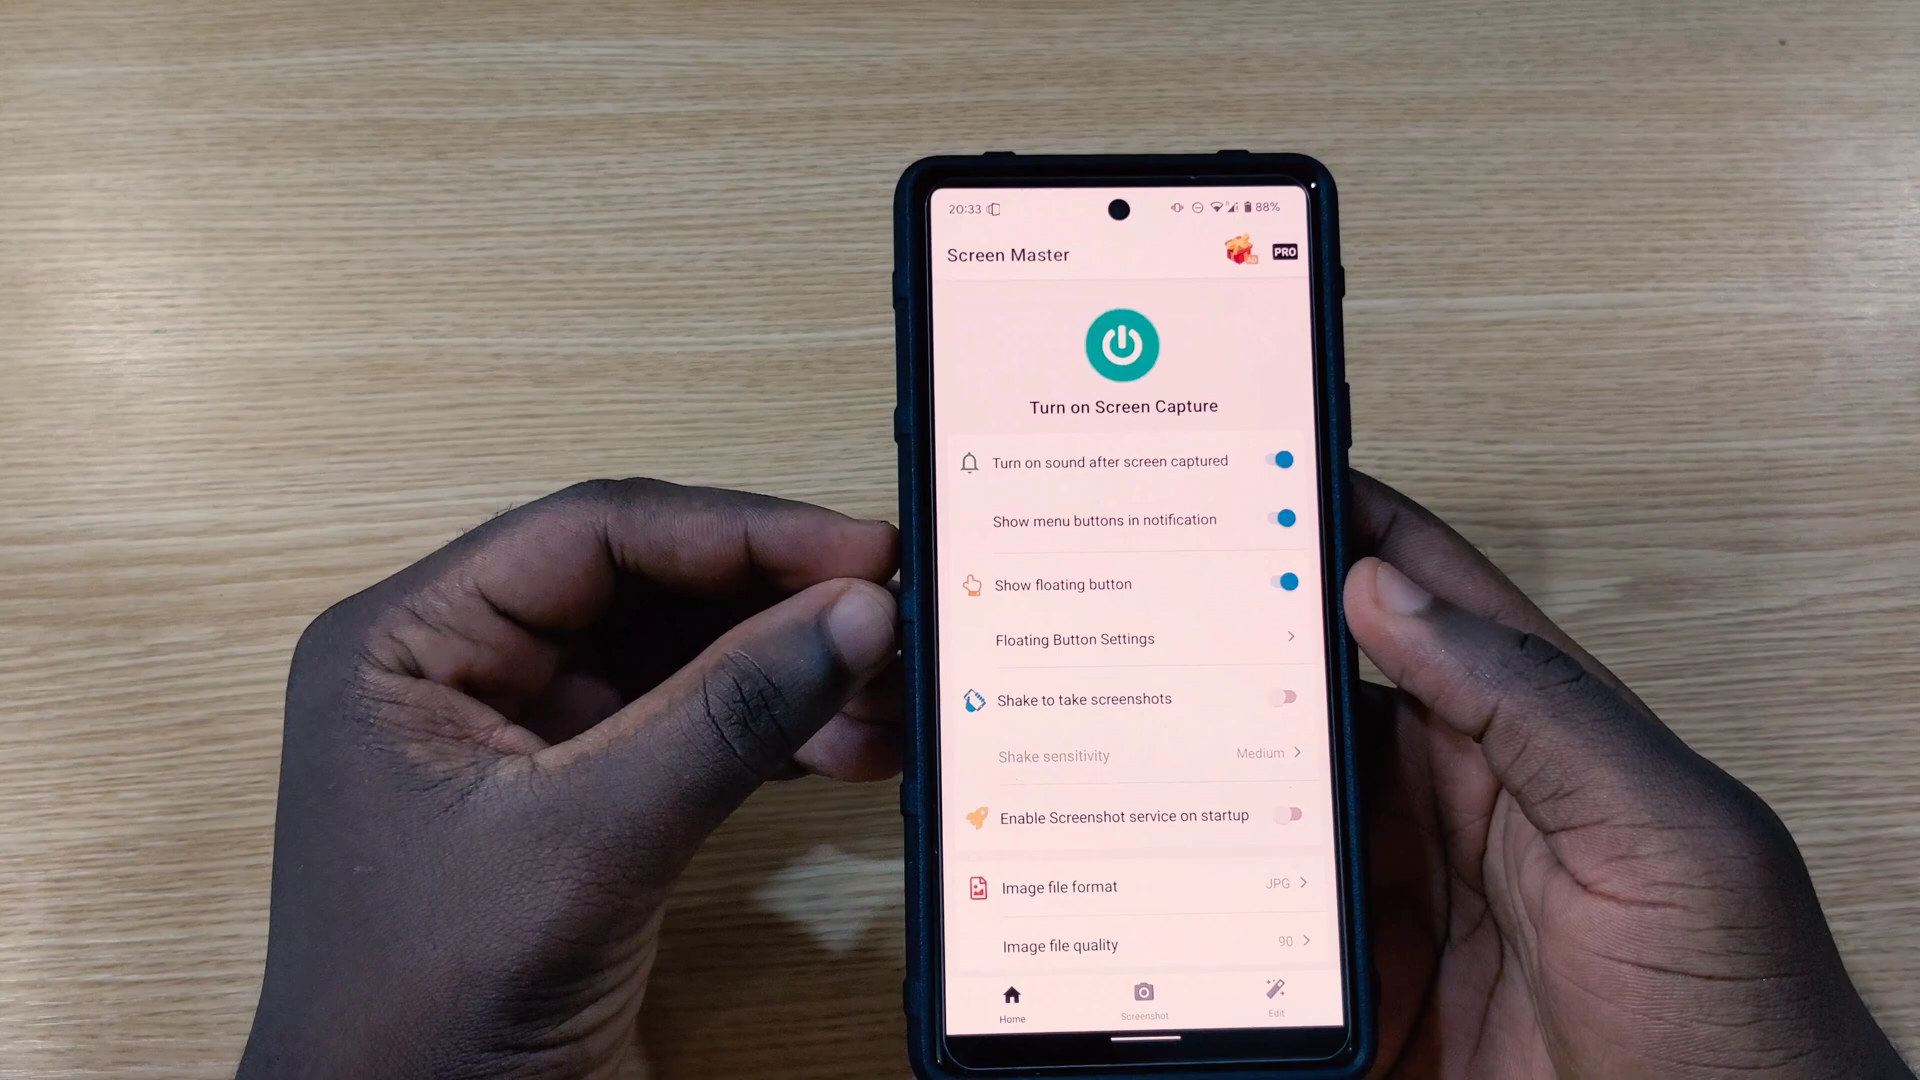 20:33 88%
Screen Master PRO
Turn on Screen Capture
Turn on sound after screen captured
Show menu buttons in notification
Show floating button
Floating Button Settings
Shake to take screenshots
Shake sensitivity Medium
Enable Screenshot service on startup
Image file format JPG
Image file quality 90
Home Screenshot Edit